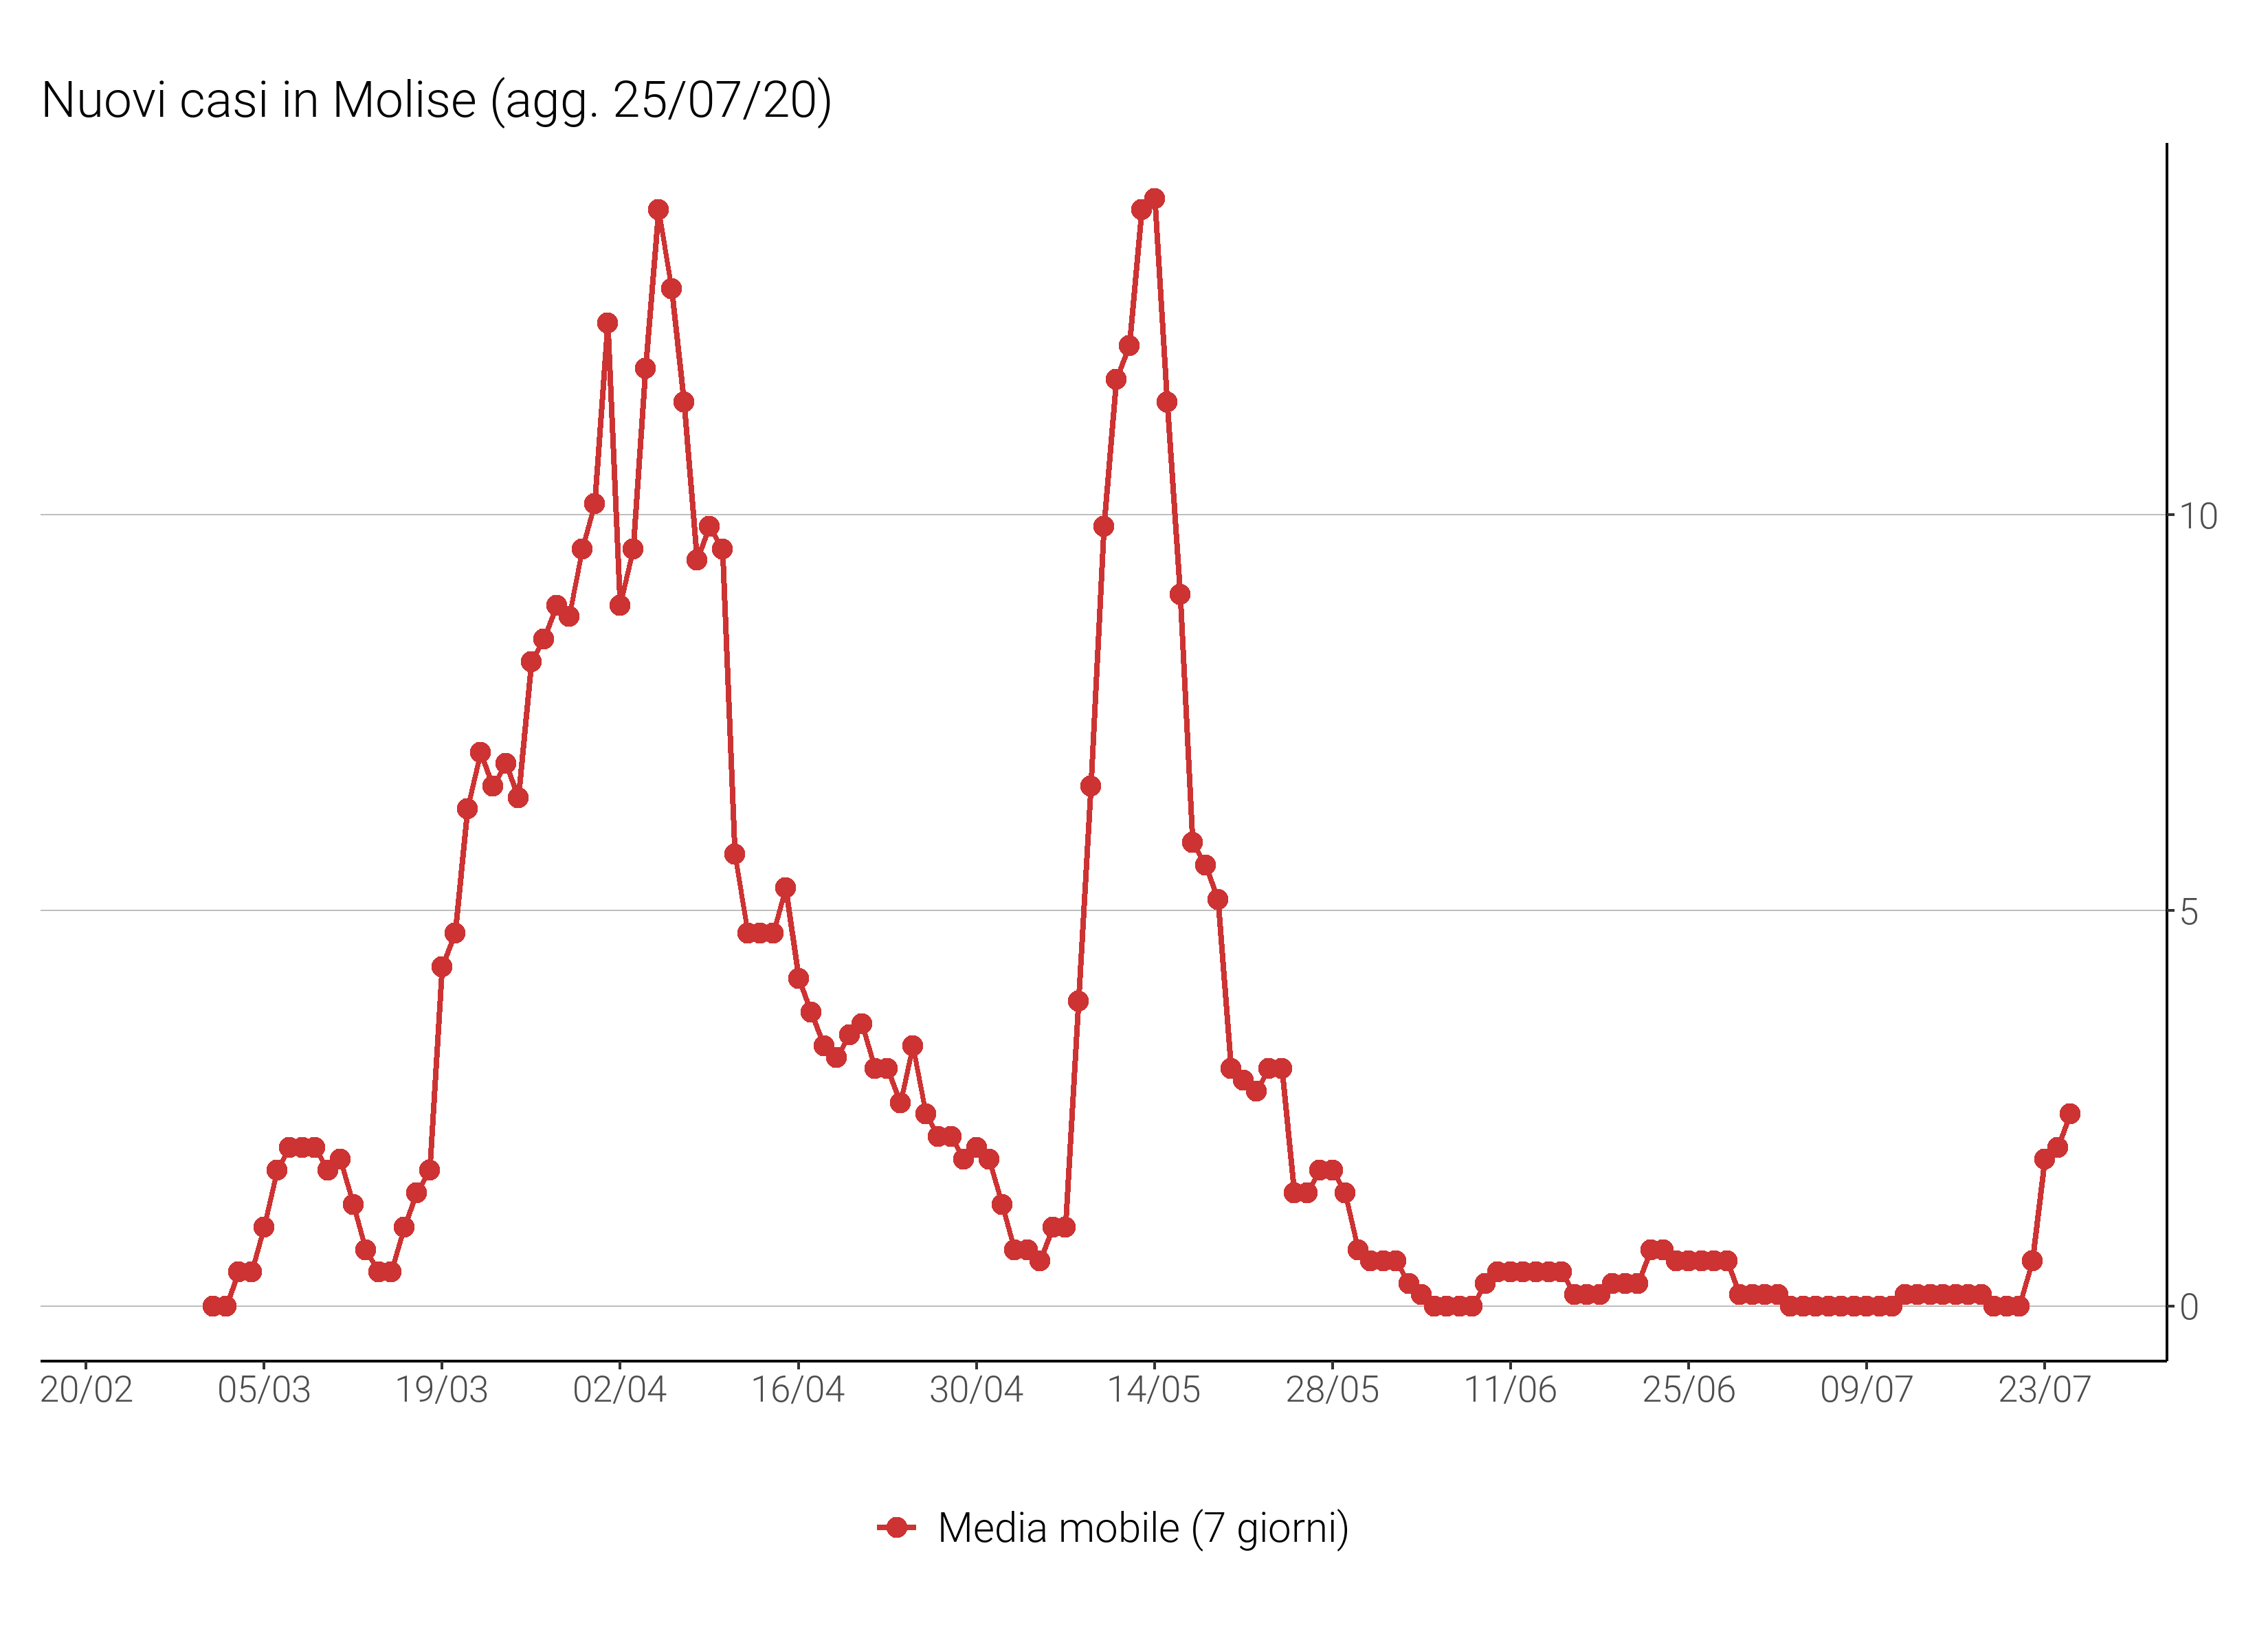 Nuovi casi in Molise (agg. 25/07/20)
10
5
0
20/02 05/03 19/03 02/04 16/04 30/04 14/05 28/05 11/06 25/06 09/07 23/07
Media mobile (7 giorni)